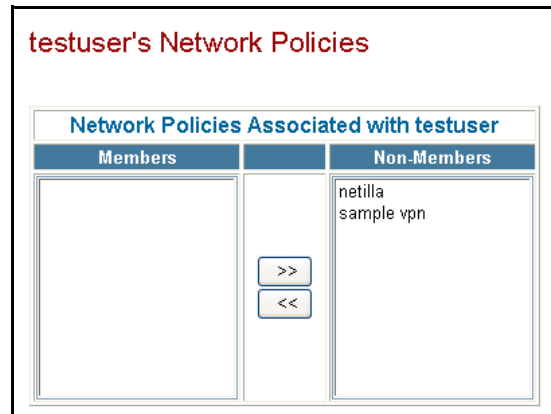 testuser's Network Policies
Network Policies Associated with testuser
Members Non-Members
netilla
sample vpn
>>
<<